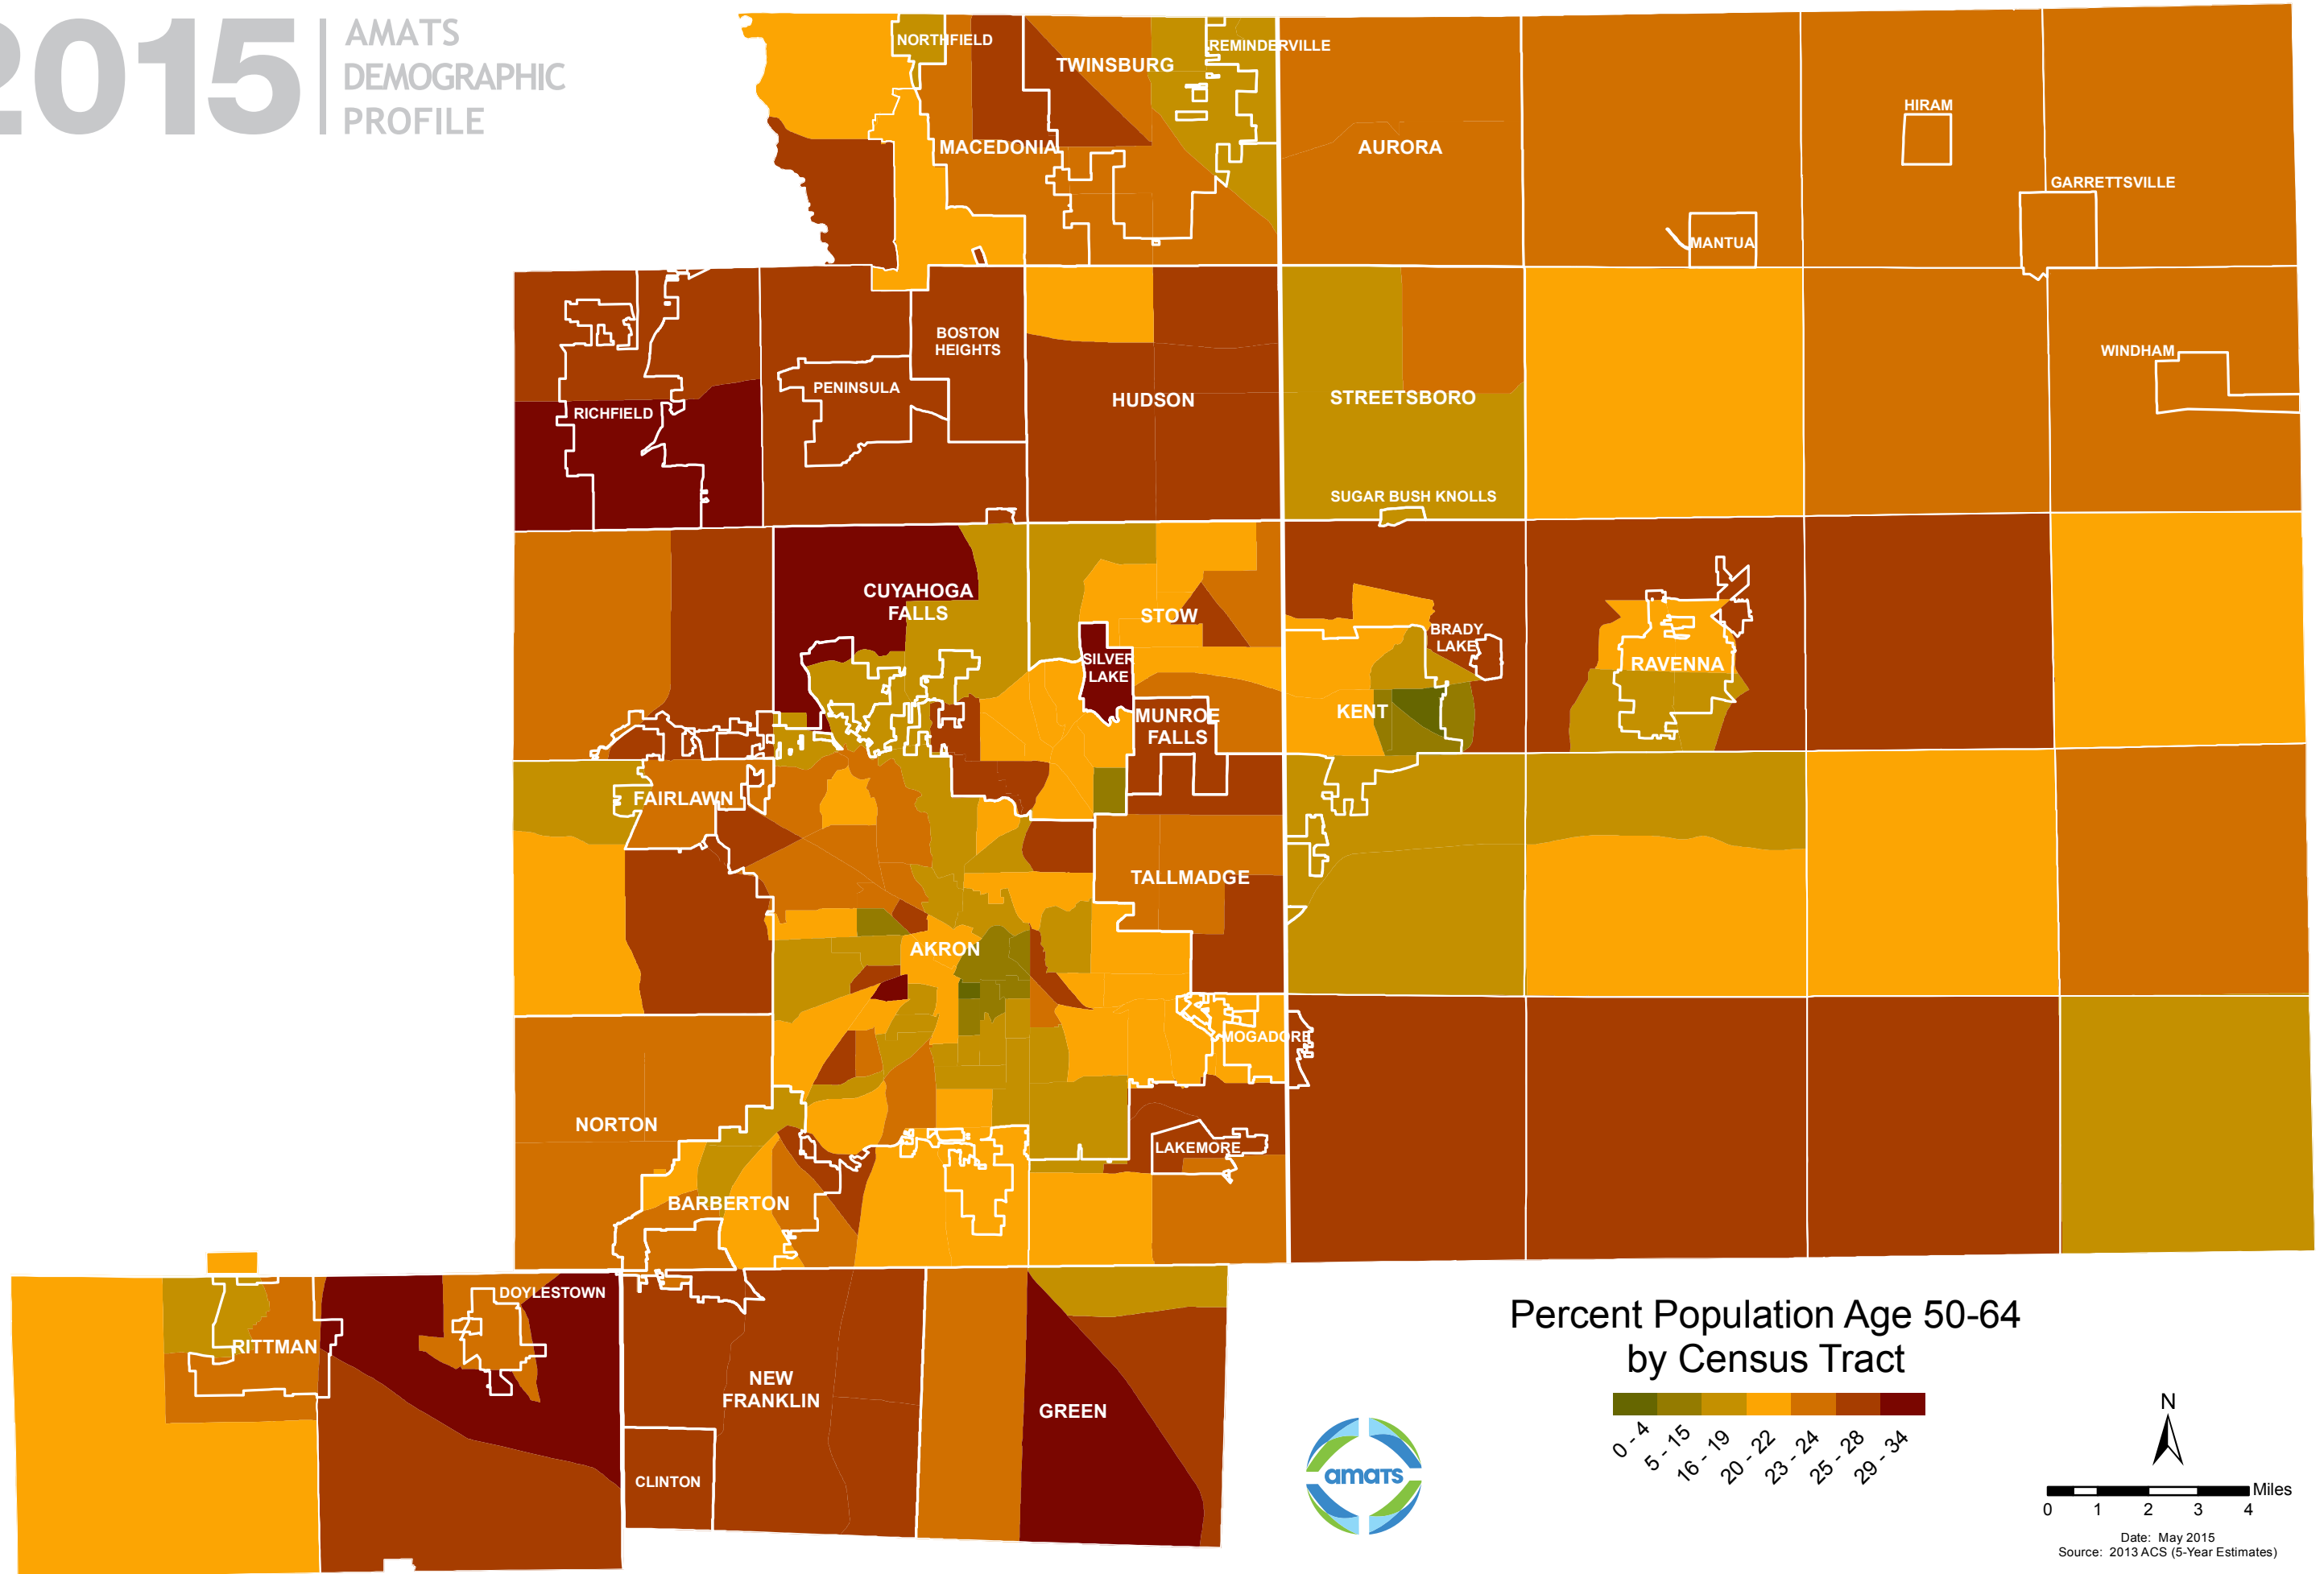 2015
AMATS
DEMOGRAPHIC
PROFILE
NORTHFIELD
TWINSBURG
REMINDERVILLE
MACEDONIA
AURORA
HIRAM
GARRETTSVILLE
MANTUA
BOSTON
HEIGHTS
PENINSULA
RICHFIELD
HUDSON
STREETSBORO
WINDHAM
SUGAR BUSH KNOLLS
CUYAHOGA
FALLS
STOW
SILVER
LAKE
BRADY
LAKE
RAVENNA
KENT
MUNROE
FALLS
FAIRLAWN
TALLMADGE
AKRON
MOGADORE
NORTON
LAKEMORE
BARBERTON
DOYLESTOWN
RITTMAN
NEW
FRANKLIN
GREEN
CLINTON
Percent Population Age 50-64
by Census Tract
0 - 4
5 - 15
16 - 19
20 - 22
23 - 24
25 - 28
29 - 34
amats
N
Miles
0 1 2 3 4
Date: May 2015
Source: 2013 ACS (5-Year Estimates)